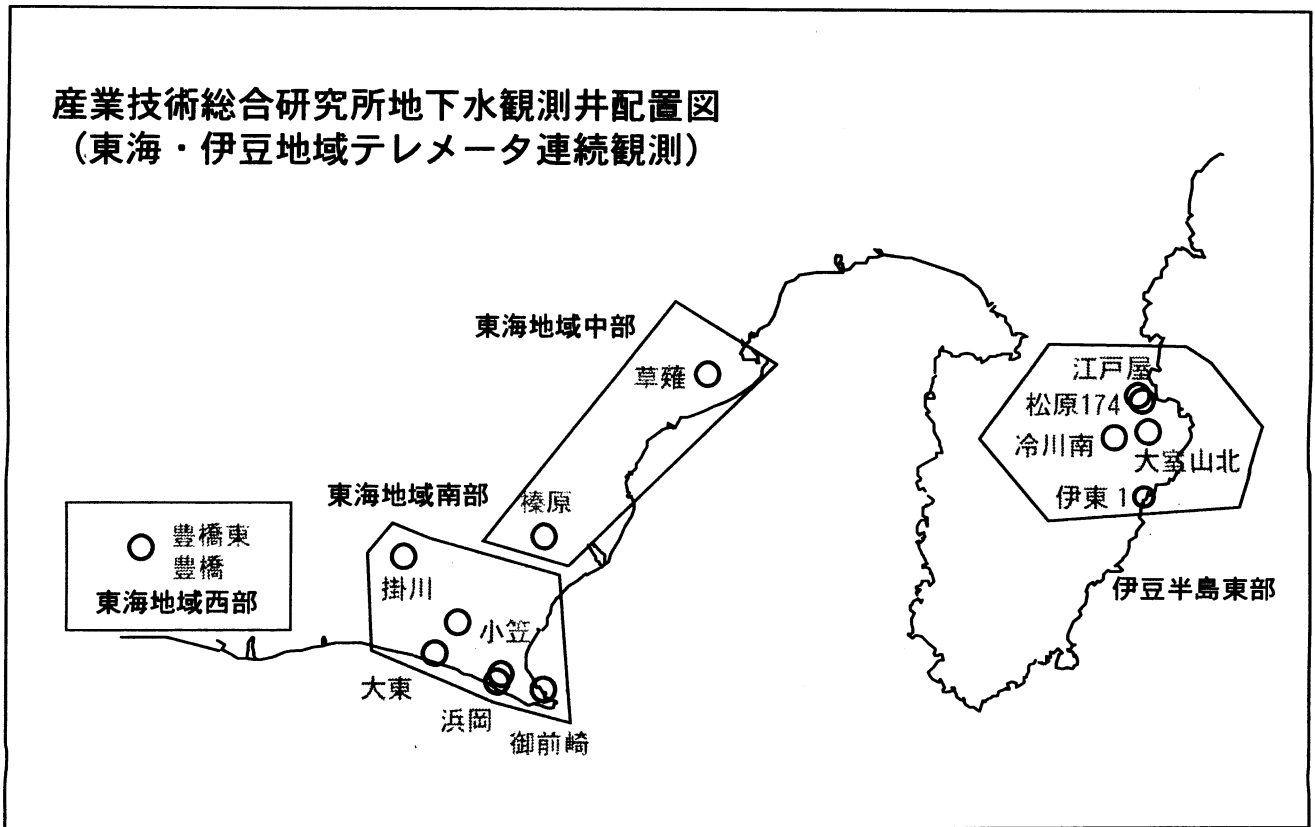 産業技術総合研究所地下水観測井配置図
（東海・伊豆地域テレメータ連続観測）
東海地域中部
草薙
江戸屋
松原174
冷川南
大室山北
伊東1
東海地域南部
榛原
豊橋東
豊橋
東海地域西部
掛川
小笠
大東
浜岡
御前崎
伊豆半島東部